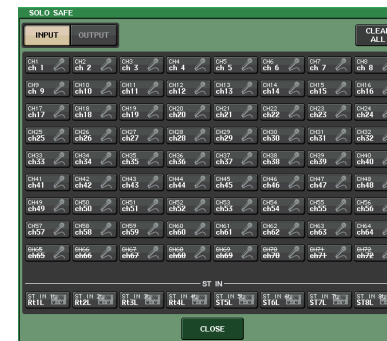 SOLO SAFE
INPUT OUTPUT
CLEAR
ALL
CH1 CH2 CH3 CH4 CH5 CH6 CH7 CH8
ch 1 ch 2 ch 3 ch 4 ch 5 ch 6 ch 7 ch 8
CH9 CH10 CH11 CH12 CH13 CH14 CH15 CH16
ch 9 ch10 ch11 ch12 ch13 ch14 ch15 ch16
CH17 CH18 CH19 CH20 CH21 CH22 CH23 CH24
ch17 ch18 ch19 ch20 ch21 ch22 ch23 ch24
CH25 CH26 CH27 CH28 CH29 CH30 CH31 CH32
ch25 ch26 ch27 ch28 ch29 ch30 ch31 ch32
CH33 CH34 CH35 CH36 CH37 CH38 CH39 CH40
ch33 ch34 ch35 ch36 ch37 ch38 ch39 ch40
CH41 CH42 CH43 CH44 CH45 CH46 CH47 CH48
ch41 ch42 ch43 ch44 ch45 ch46 ch47 ch48
CH49 CH50 CH51 CH52 CH53 CH54 CH55 CH56
ch49 ch50 ch51 ch52 ch53 ch54 ch55 ch56
CH57 CH58 CH59 CH60 CH61 CH62 CH63 CH64
ch57 ch58 ch59 ch60 ch61 ch62 ch63 ch64
CH65 CH66 CH67 CH68 CH69 CH70 CH71 CH72
ch65 ch66 ch67 ch68 ch69 ch70 ch71 ch72
ST IN
ST IN ST IN ST IN ST IN ST IN ST IN ST IN ST IN
Rt1L Rt2L Rt3L Rt4L ST5L ST6L ST7L ST8L
CLOSE